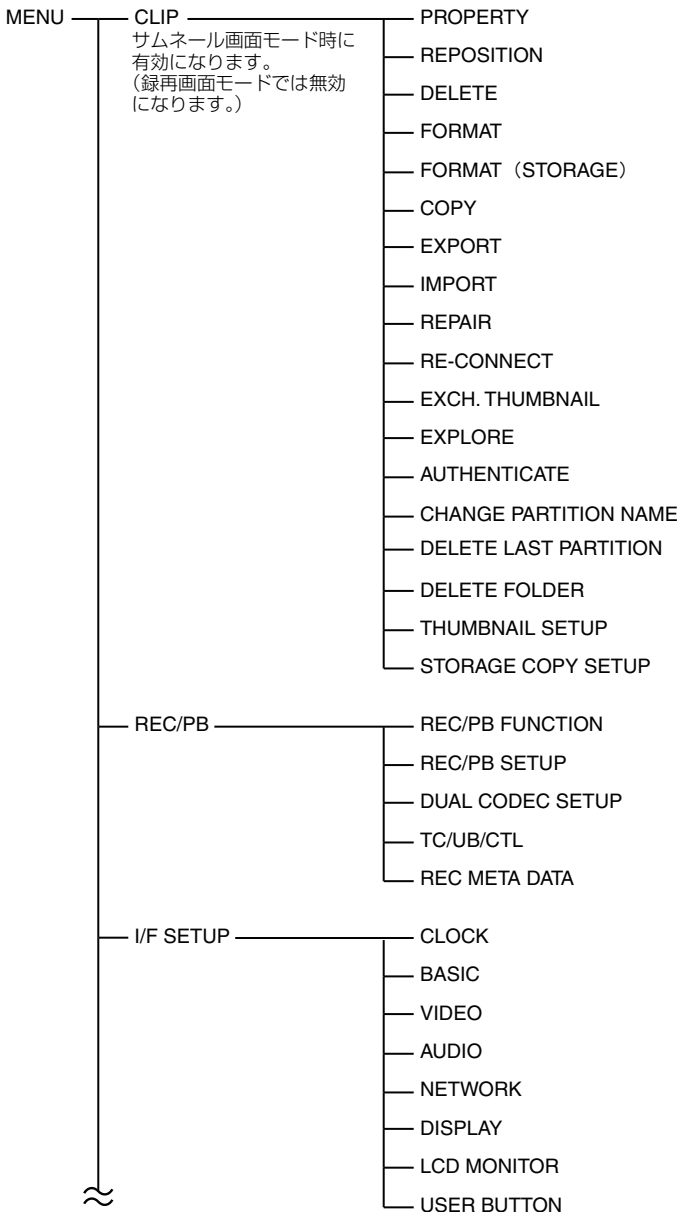 MENU
CLIP
サムネール画面モード時に
有効になります。
（録再画面モードでは無効
になります。）
PROPERTY
REPOSITION
DELETE
FORMAT
FORMAT（STORAGE）
COPY
EXPORT
IMPORT
REPAIR
RE-CONNECT
EXCH. THUMBNAIL
EXPLORE
AUTHENTICATE
CHANGE PARTITION NAME
DELETE LAST PARTITION
DELETE FOLDER
THUMBNAIL SETUP
STORAGE COPY SETUP
REC/PB
REC/PB FUNCTION
REC/PB SETUP
DUAL CODEC SETUP
TC/UB/CTL
REC META DATA
I/F SETUP
CLOCK
BASIC
VIDEO
AUDIO
NETWORK
DISPLAY
LCD MONITOR
USER BUTTON